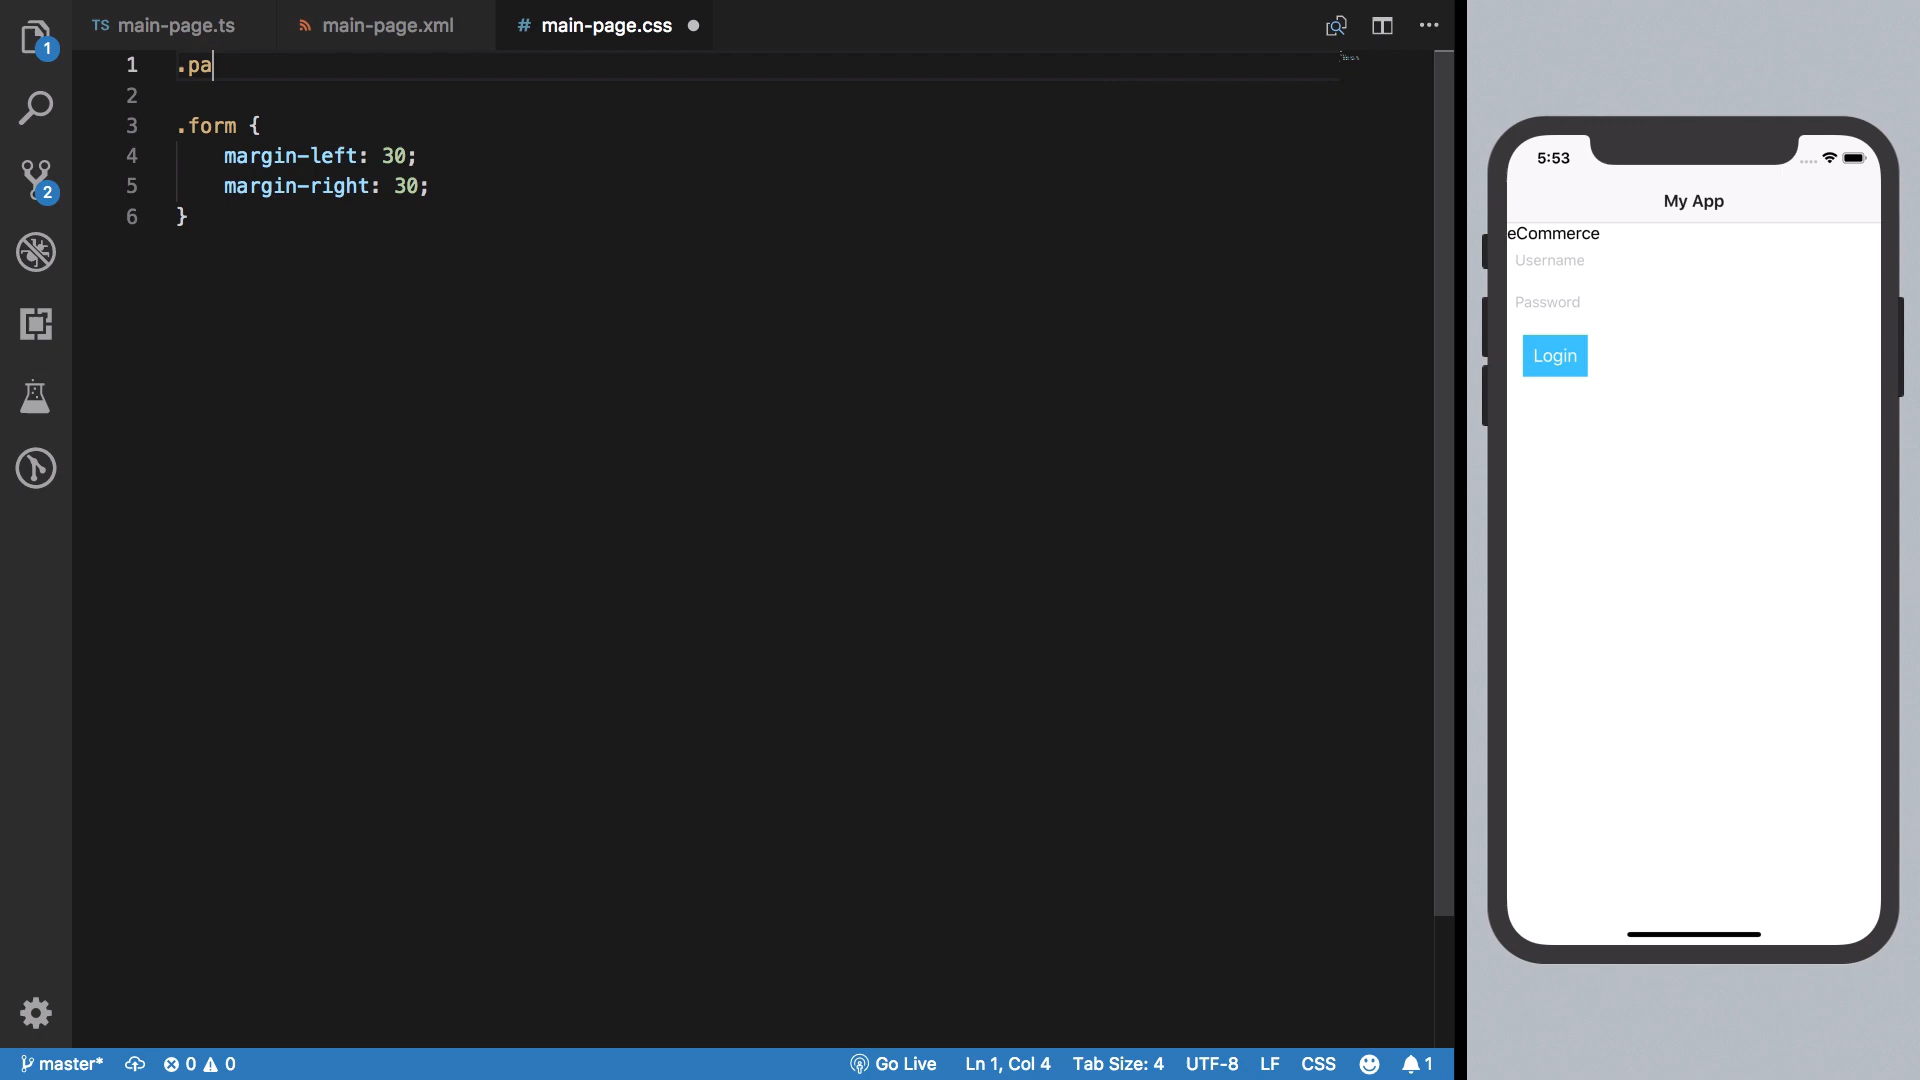 1
2
TS main-page.ts
main-page.xml
# main-page.css
1 .pa
2
3 .form {
4 margin-left: 30;
5 margin-right: 30;
6 }
5:53
My App
eCommerce
Username
Password
Login
master* 0 0 Go Live Ln 1, Col 4 Tab Size: 4 UTF-8 LF CSS 1